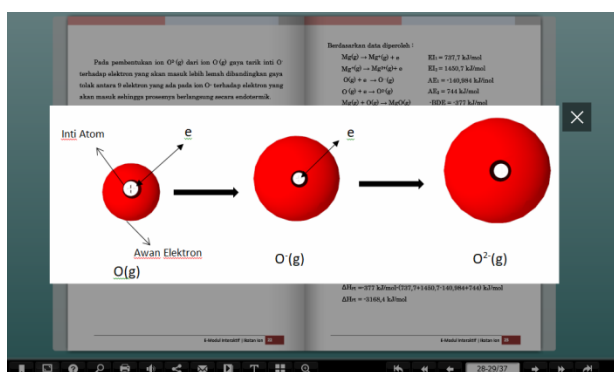 Pada pembentukan ion O²⁻(g) dari ion O⁻(g) gaya tarik inti O
terhadap elektron yang akan masuk lebih lemah dibandingkan gaya
tolak antara 9 elektron yang ada pada ion O⁻ terhadap elektron yang
akan masuk sehingga prosesnya berlangsung secara endotermik.
Berdasarkan data diperoleh :
Mg(g) → Mg⁺(g) + e EI₁ = 737,7 kJ/mol
Mg⁺(g) → Mg²⁺(g)+ e EI₂ = 1450,7 kJ/mol
O(g) + e → O⁻(g) AE₁ = -140,984 kJ/mol
O⁻(g) + e → O²⁻(g) AE₂ = 744 kJ/mol
Mg(g) + O(g) → MgO(g) -BDE = -377 kJ/mol
Inti Atom
e
e
Awan Elektron
O(g)
O⁻(g)
O²⁻(g)
=-377 kJ/mol-(737,7+1450,7-140,984+744) kJ/mol
= -3168,4 kJ/mol
E-Modul Interaktif | Ikatan Ion 28
E-Modul Interaktif | Ikatan Ion 29
28-29/37